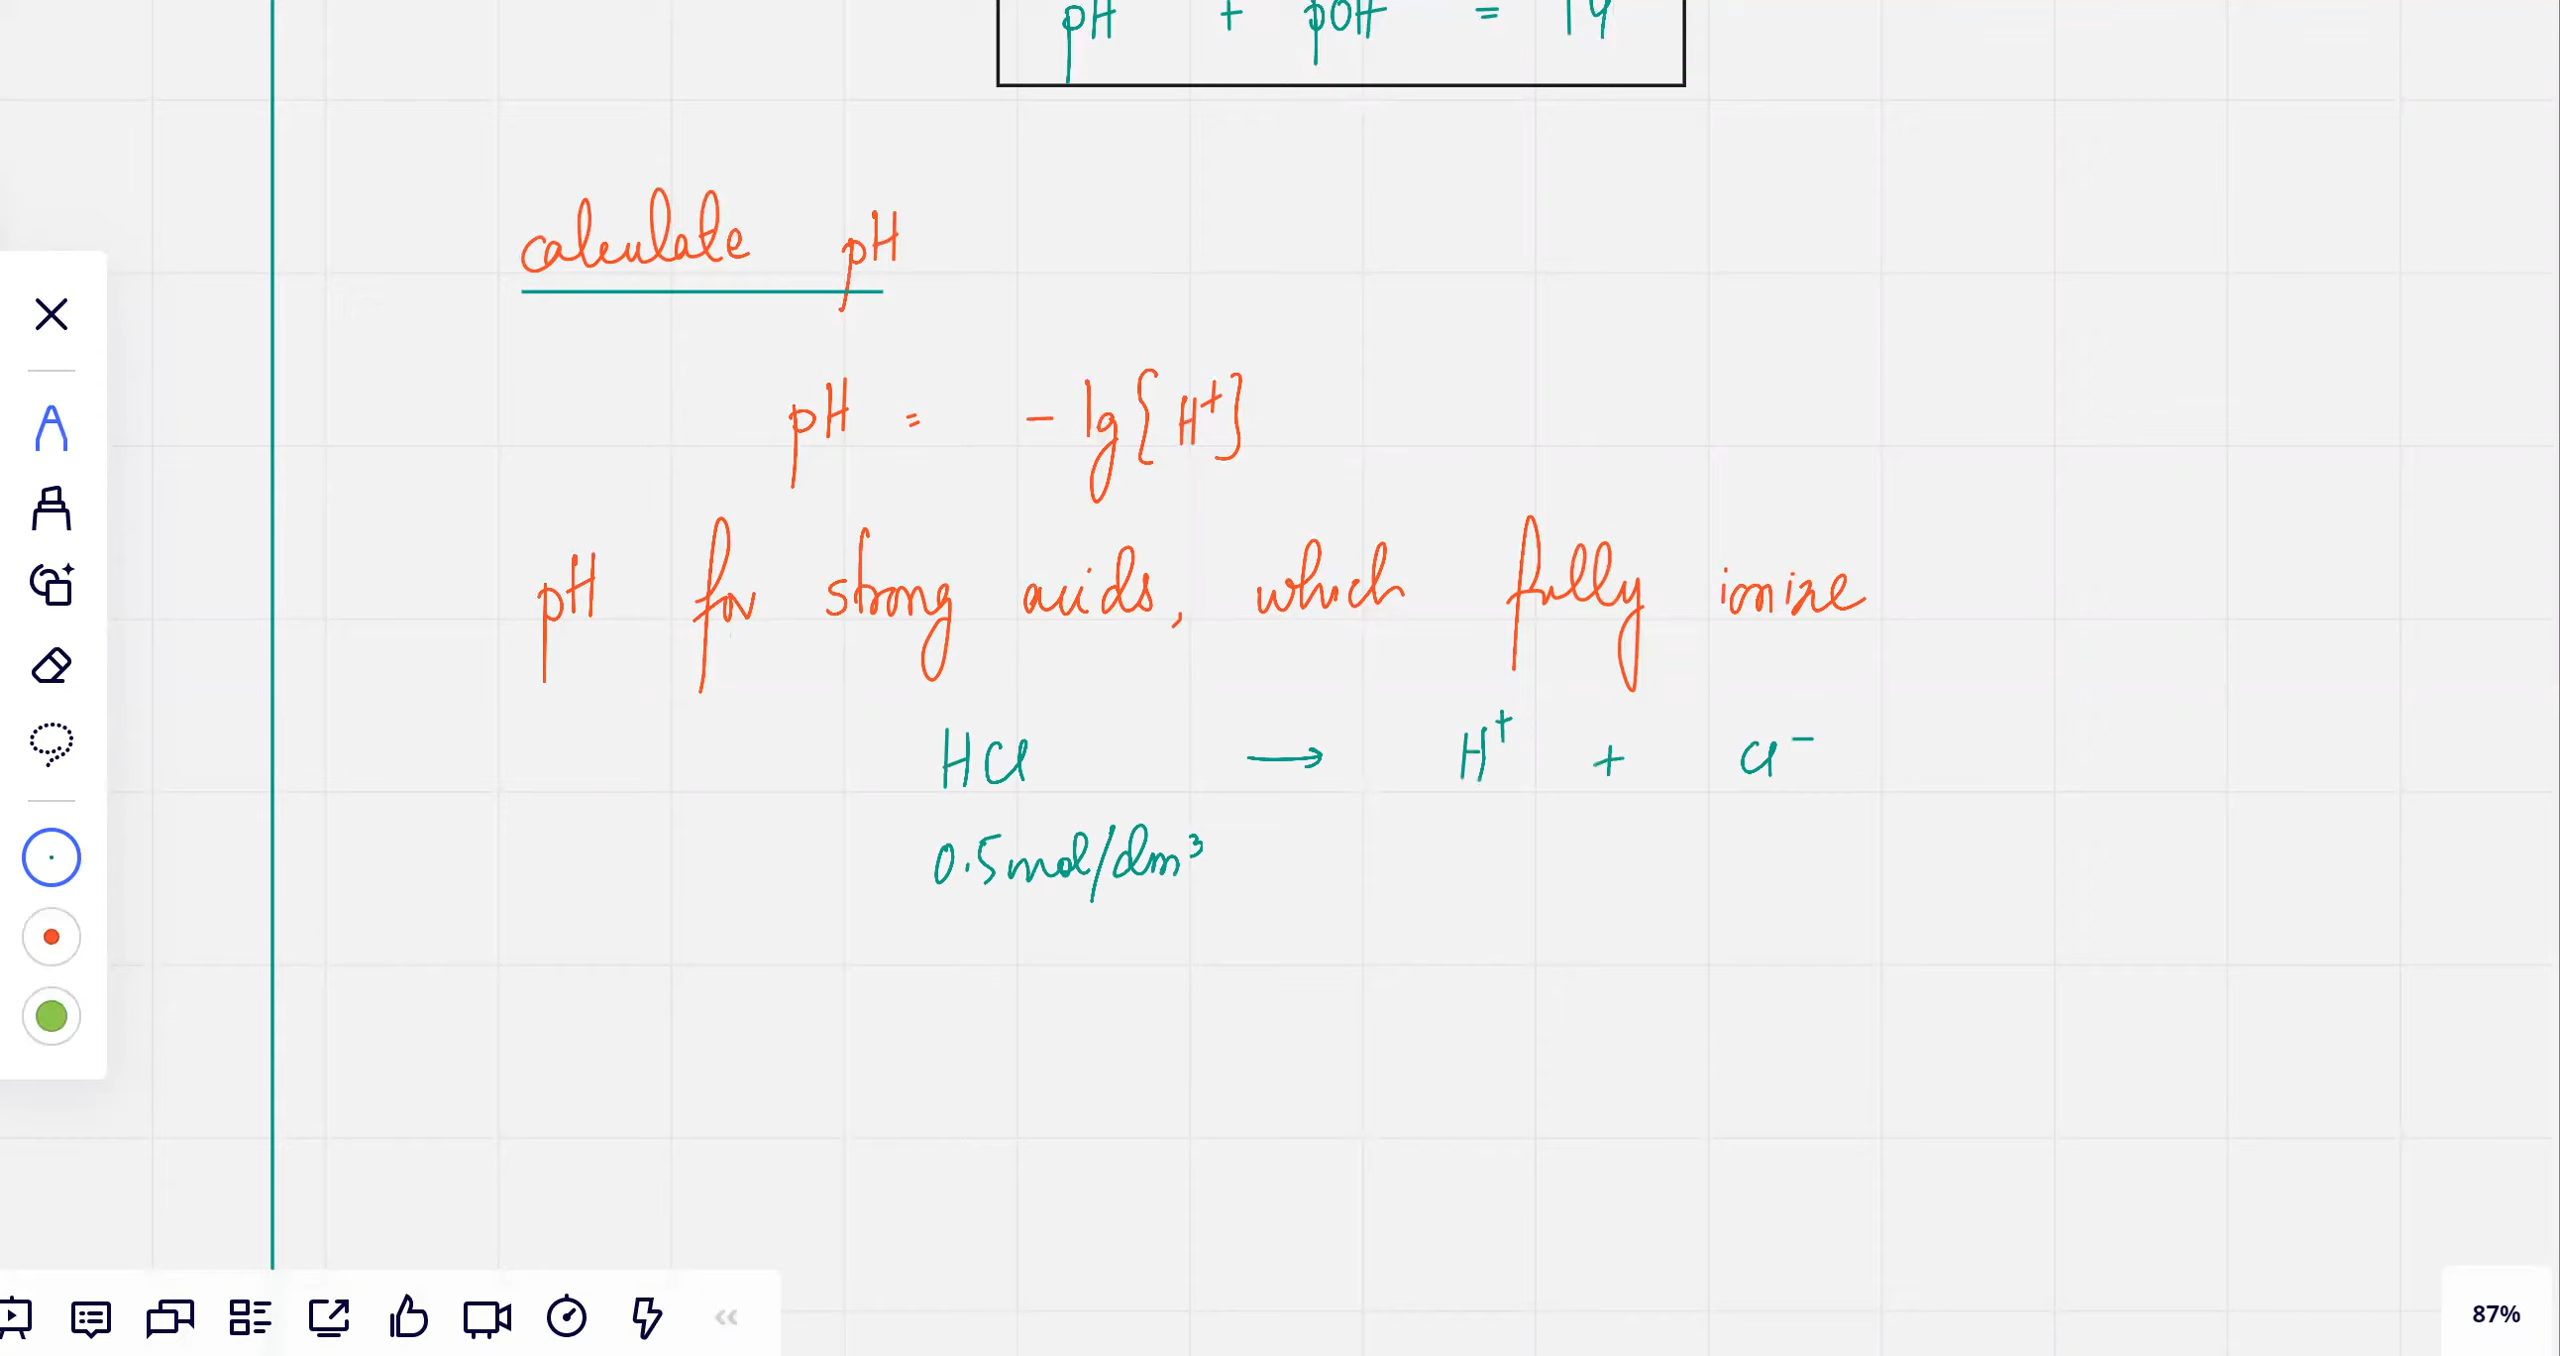 pH + pOH = 14
calculate pH
pH = - lg{H⁺}
pH for strong acids, which fully ionize
HCl → H⁺ + Cl⁻
0.5mol/dm³
87%